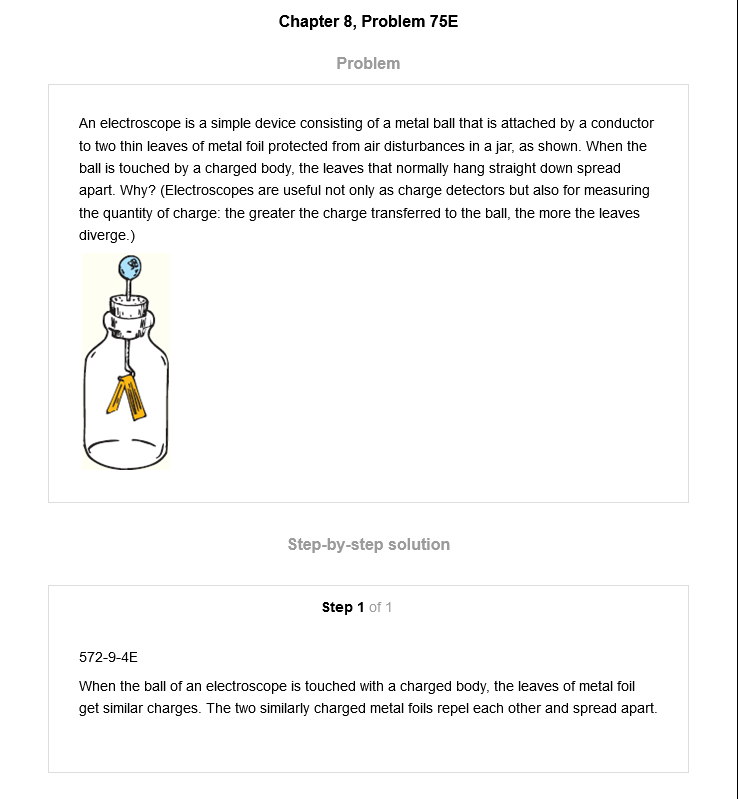 Chapter 8, Problem 75E
Problem
An electroscope is a simple device consisting of a metal ball that is attached by a conductor
to two thin leaves of metal foil protected from air disturbances in a jar, as shown. When the
ball is touched by a charged body, the leaves that normally hang straight down spread
apart. Why? (Electroscopes are useful not only as charge detectors but also for measuring
the quantity of charge: the greater the charge transferred to the ball, the more the leaves
diverge.)
Step-by-step solution
Step 1 of 1
572-9-4E
When the ball of an electroscope is touched with a charged body, the leaves of metal foil
get similar charges. The two similarly charged metal foils repel each other and spread apart.